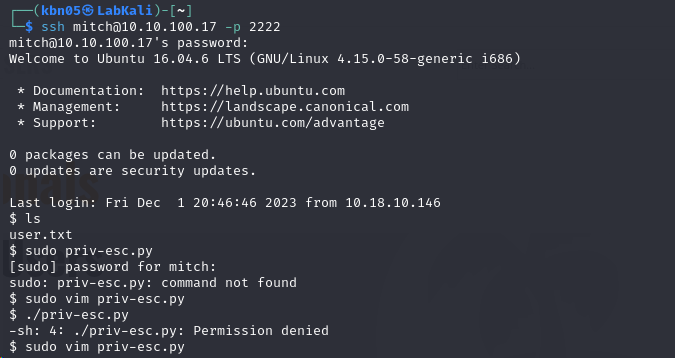 ┌──(kbn05㉿LabKali)-[~]
└─$ ssh mitch@10.10.100.17 -p 2222
mitch@10.10.100.17's password:
Welcome to Ubuntu 16.04.6 LTS (GNU/Linux 4.15.0-58-generic i686)
* Documentation:  https://help.ubuntu.com
* Management:     https://landscape.canonical.com
* Support:        https://ubuntu.com/advantage
0 packages can be updated.
0 updates are security updates.
Last login: Fri Dec  1 20:46:46 2023 from 10.18.10.146
$ ls
user.txt
$ sudo priv-esc.py
[sudo] password for mitch:
sudo: priv-esc.py: command not found
$ sudo vim priv-esc.py
$ ./priv-esc.py
-sh: 4: ./priv-esc.py: Permission denied
$ sudo vim priv-esc.py